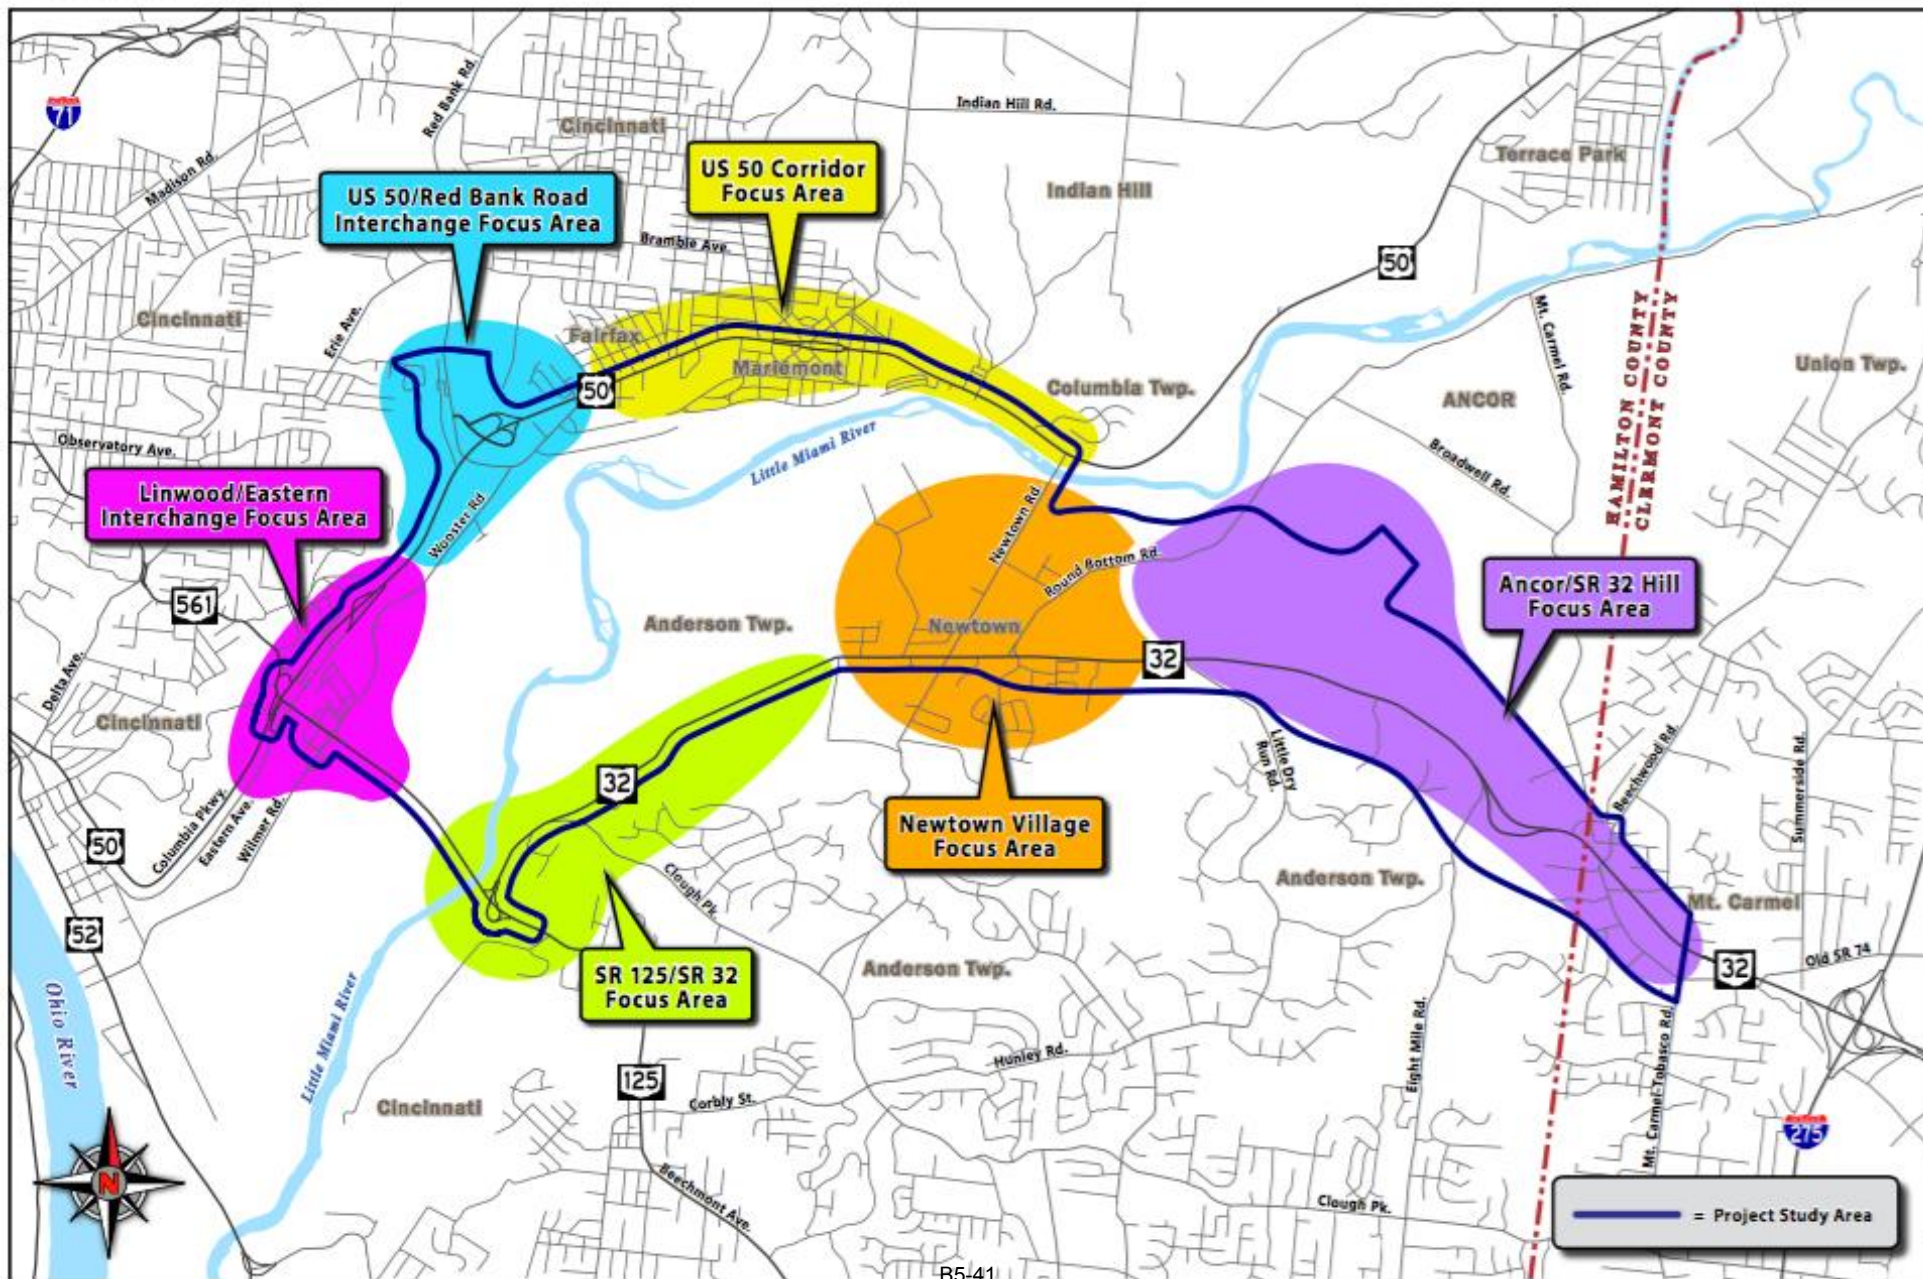 71
Red Bank Rd.
Cincinnati
Indian Hill Rd.
Madison Rd.
Terrace Park
Indian Hill
US 50 Corridor
Focus Area
US 50/Red Bank Road
Interchange Focus Area
Bramble Ave.
50
Cincinnati
Erie Ave.
Fairfax
Mariemont
50
Columbia Twp.
ANCOR
Mt. Carmel Rd.
HAMILTON COUNTY
CLERMONT COUNTY
Union Twp.
Observatory Ave.
Little Miami River
Broadwell Rd.
Linwood/Eastern
Interchange Focus Area
Wooster Rd
Newtown Rd
Round Bottom Rd.
Ancor/SR 32 Hill
Focus Area
561
Anderson Twp.
Newtown
32
Delta Ave.
Cincinnati
Little Dry
Run Rd.
Beechwood Rd.
Summerside Rd.
32
Newtown Village
Focus Area
50
Columbia Pkwy.
Eastern Ave.
Wilmer Rd.
Clough Pk.
Anderson Twp.
Mt. Carmel
52
SR 125/SR 32
Focus Area
Anderson Twp.
32
Old SR 74
Ohio River
Little Miami River
Hunley Rd.
Eight Mile Rd.
Mt. Carmel-Tobasco Rd.
125
Corbly St.
Cincinnati
275
N
Beechmont Ave.
Clough Pk.
= Project Study Area
B5-41